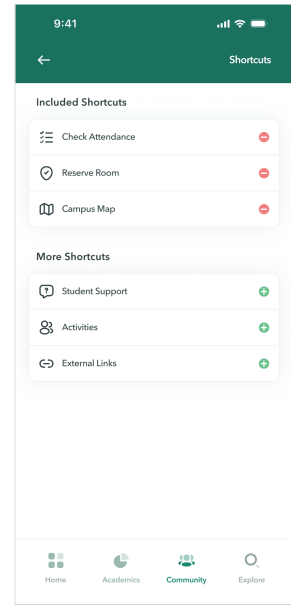 9:41
Shortcuts
Included Shortcuts
Check Attendance
Reserve Room
Campus Map
More Shortcuts
Student Support
Activities
External Links
Home Academics Community Explore